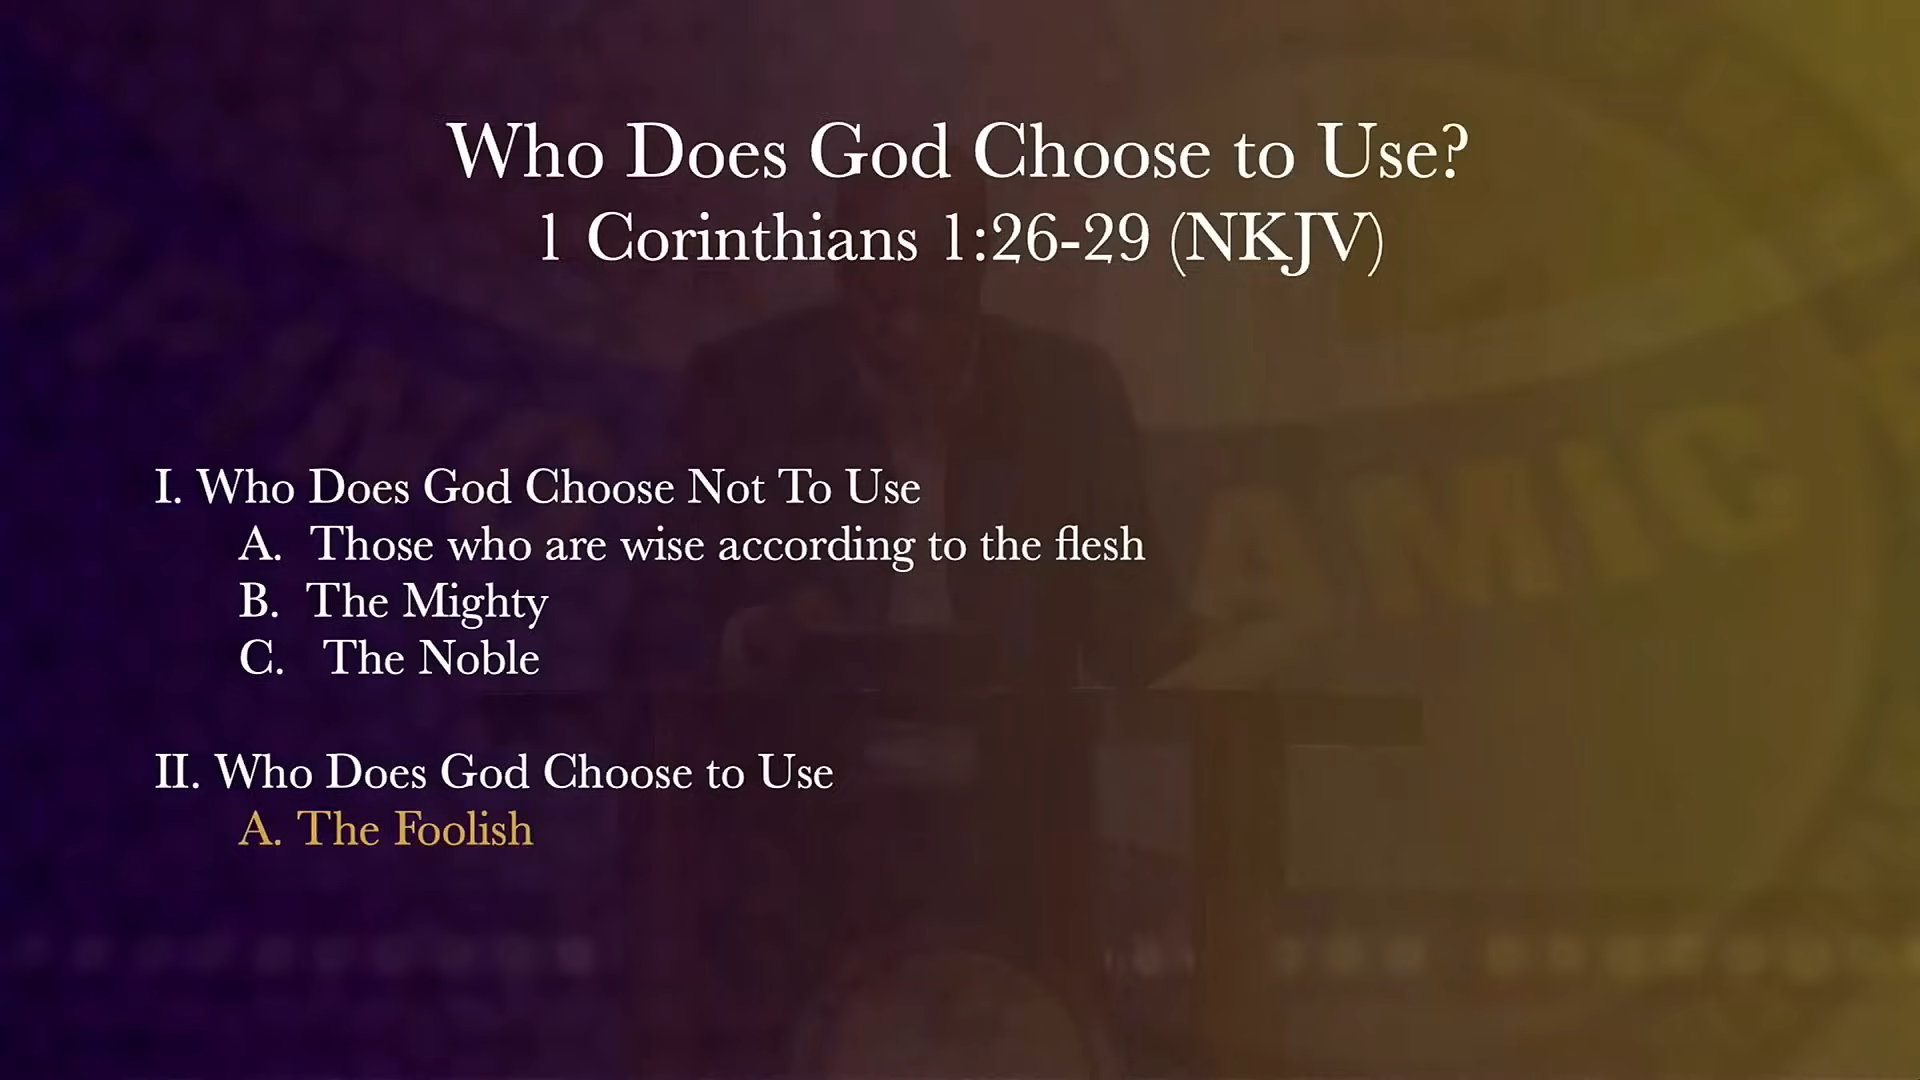 Who Does God Choose to Use?
1 Corinthians 1:26-29 (NKJV)
I. Who Does God Choose Not To Use
A. Those who are wise according to the flesh
B. The Mighty
C. The Noble
II. Who Does God Choose to Use
A. The Foolish